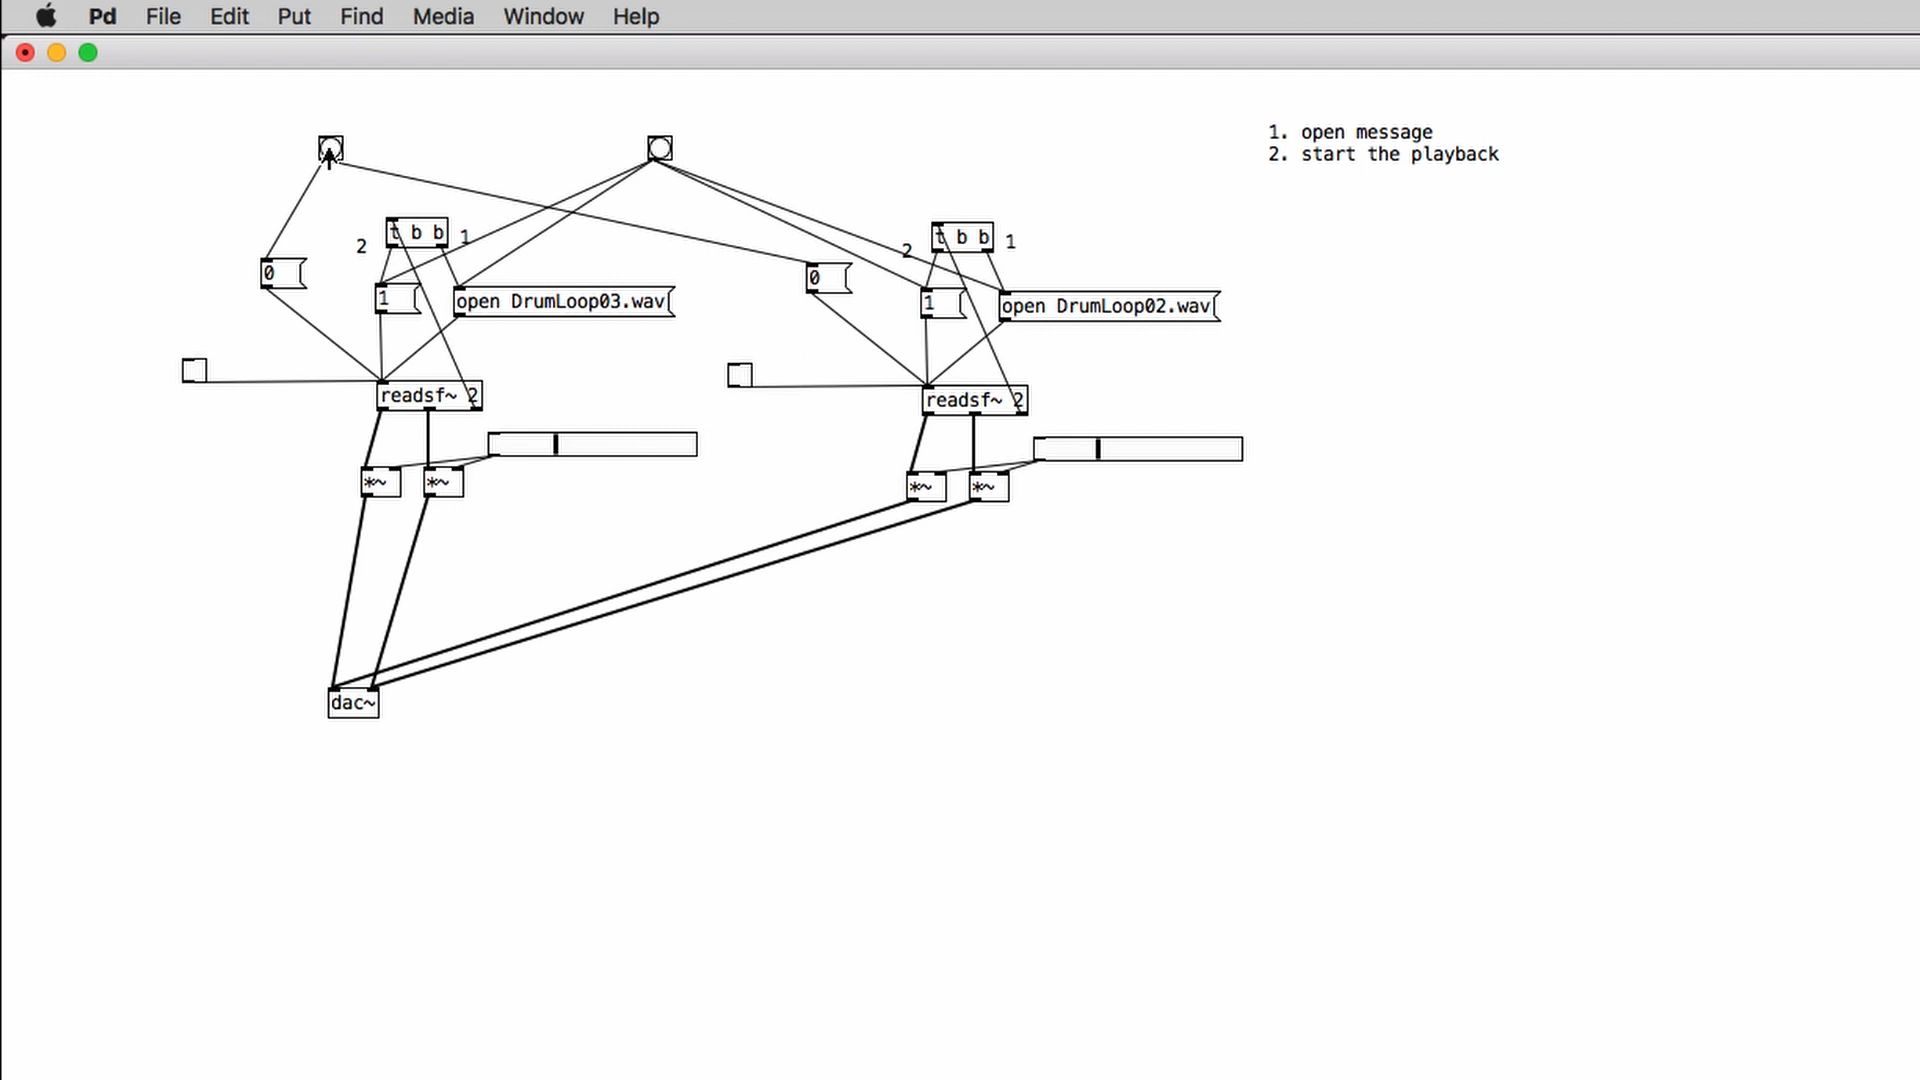 Pd File Edit Put Find Media Window Help
1. open message
2. start the playback
2 t b b 1
2 t b b 1
0
0
1
open DrumLoop03.wav
1
open DrumLoop02.wav
readsf~ 2
readsf~ 2
*~ *~
*~ *~
dac~